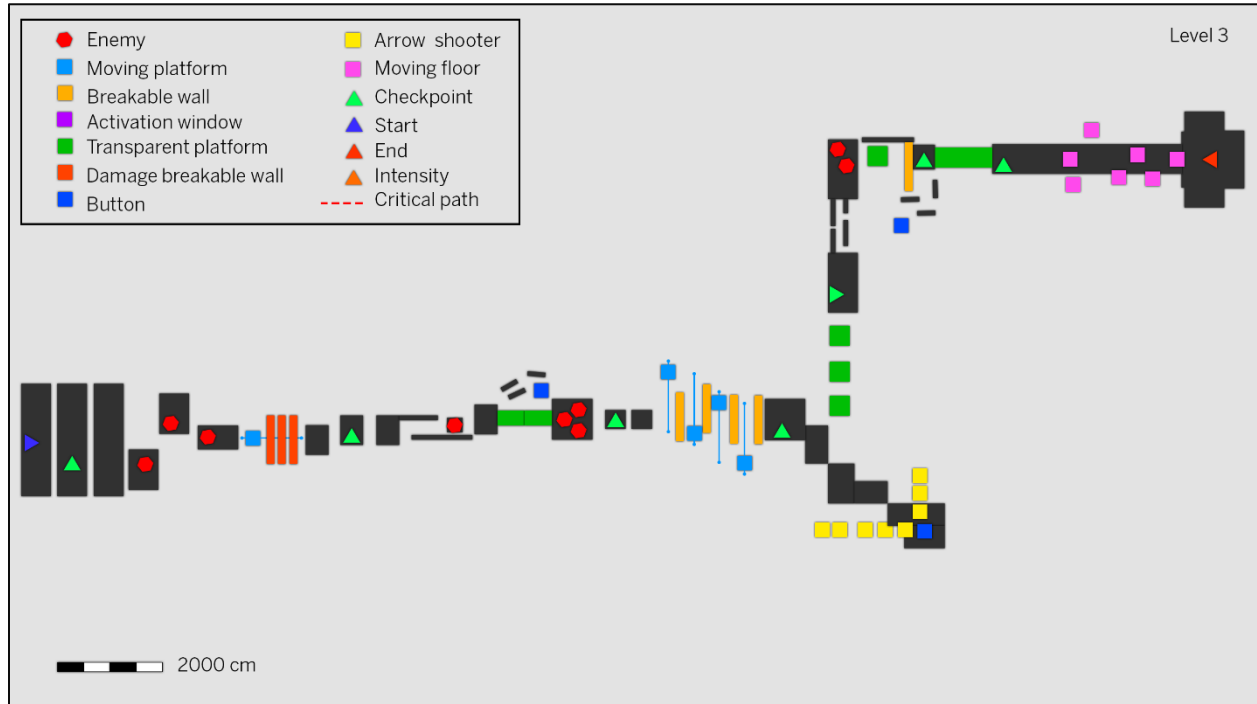 Level 3
Enemy
Moving platform
Breakable wall
Activation window
Transparent platform
Damage breakable wall
Button
Arrow shooter
Moving floor
Checkpoint
Start
End
Intensity
Critical path
2000 cm